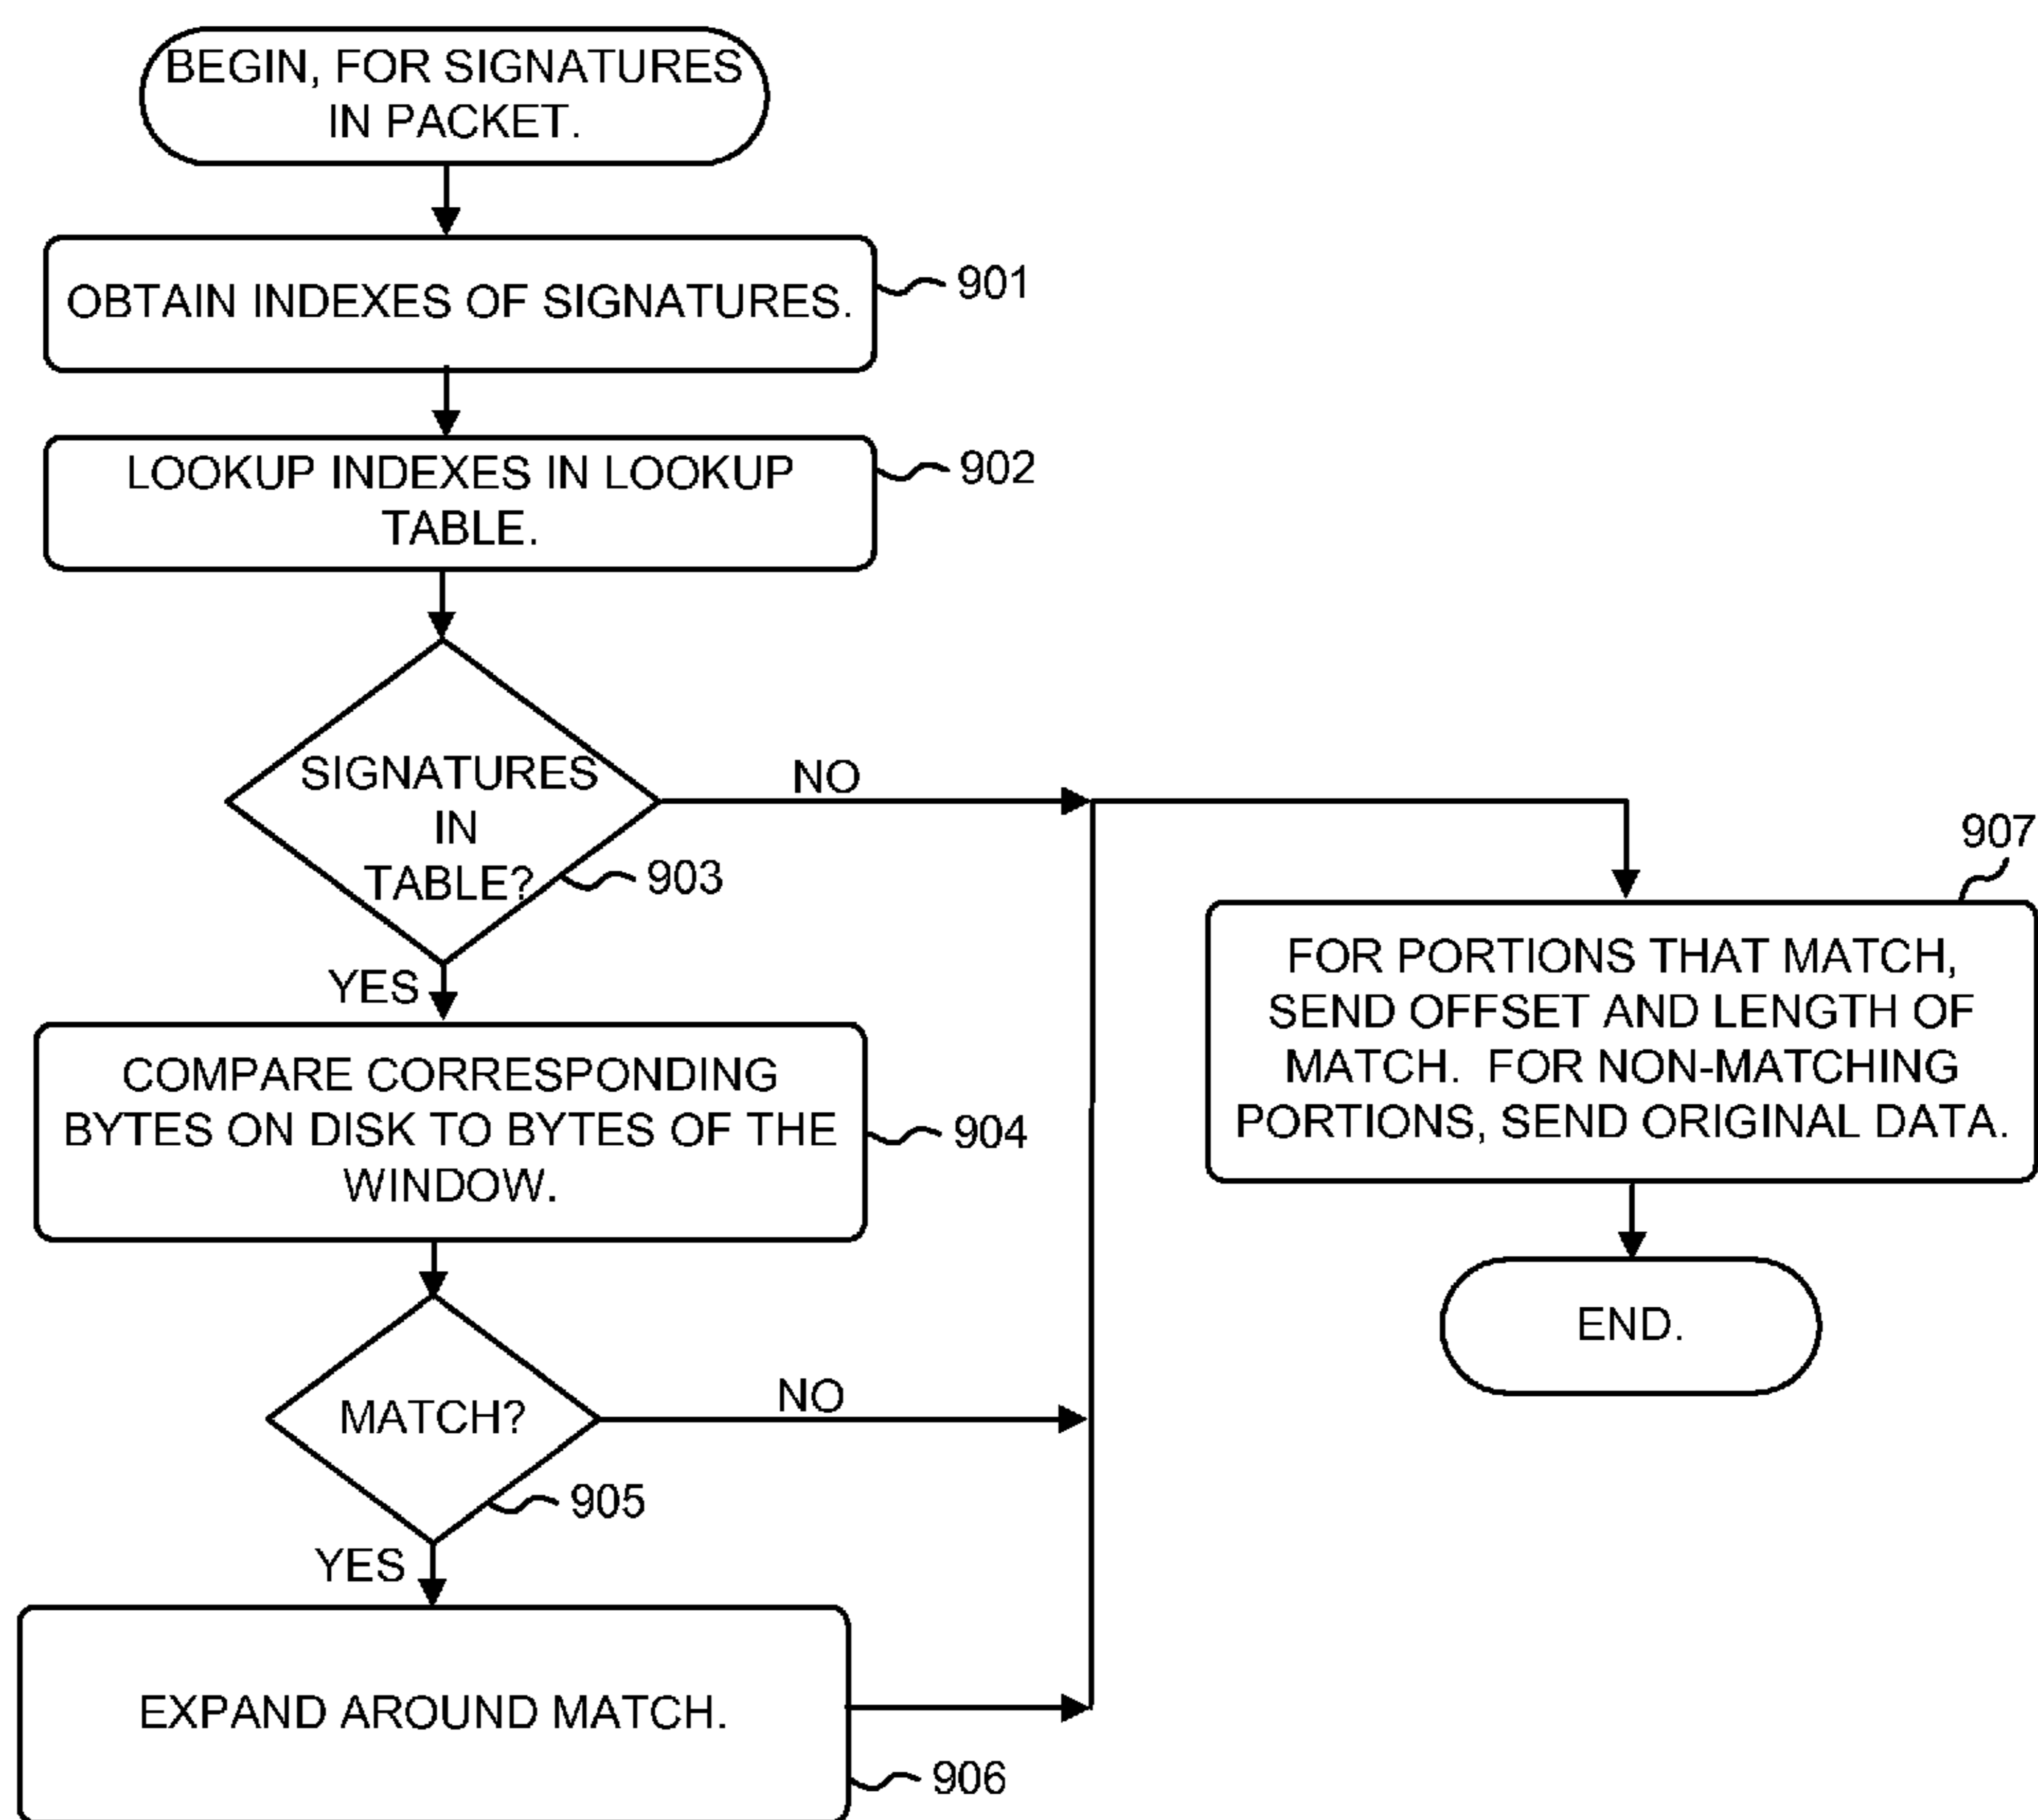 BEGIN, FOR SIGNATURES
IN PACKET.
OBTAIN INDEXES OF SIGNATURES.
901
LOOKUP INDEXES IN LOOKUP
TABLE.
902
SIGNATURES
IN
TABLE?
903
NO
YES
COMPARE CORRESPONDING
BYTES ON DISK TO BYTES OF THE
WINDOW.
904
MATCH?
905
NO
YES
EXPAND AROUND MATCH.
906
907
FOR PORTIONS THAT MATCH,
SEND OFFSET AND LENGTH OF
MATCH.  FOR NON-MATCHING
PORTIONS, SEND ORIGINAL DATA.
END.